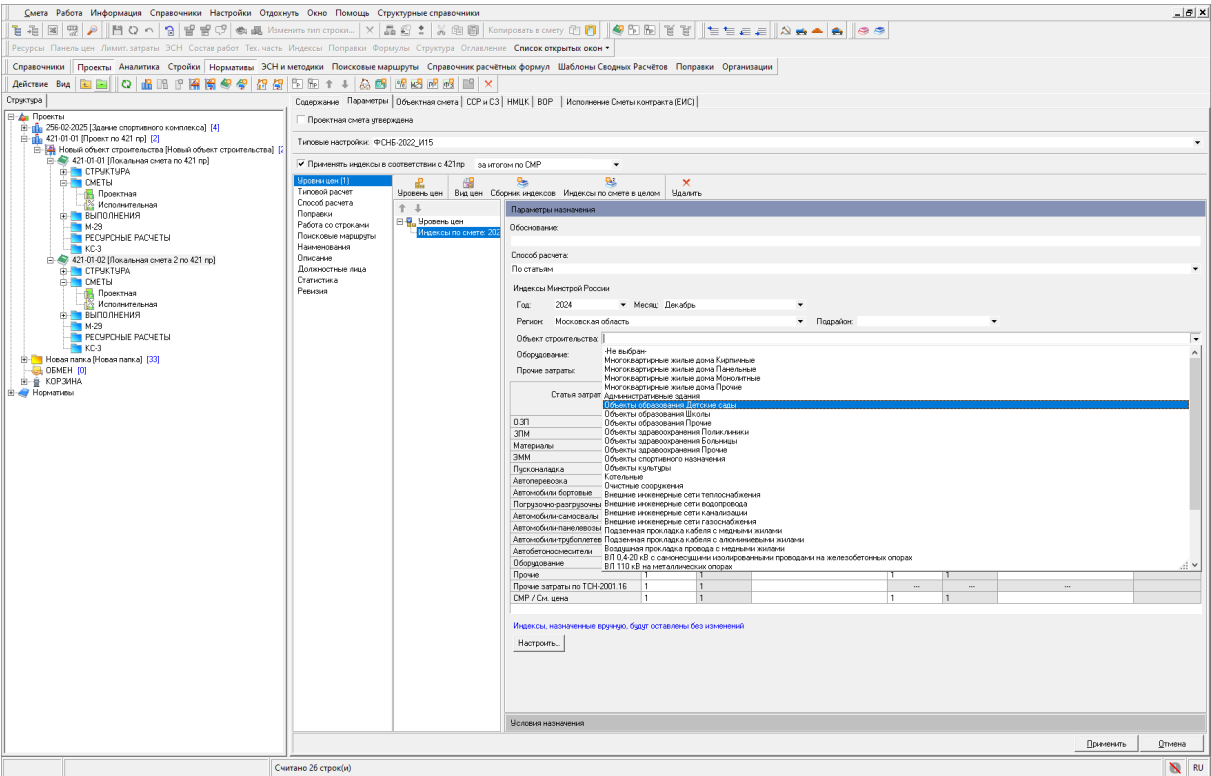 Смета Работа Информация Справочники Настройки Отдохнуть Окно Помощь Структурные справочники
Изменить тип строки... Копировать в смету
Ресурсы Панель цен Лимит. затраты ЭСН Состав работ Тех. часть Индексы Поправки Формулы Структура Оглавление Список открытых окон
Справочники Проекты Аналитика Стройки Нормативы ЭСН и методики Поисковые маршруты Справочник расчётных формул Шаблоны Сводных Расчётов Поправки Организации
Действие Вид
Структура
Проекты
256-02-2025 [Здание спортивного комплекса] [4]
421-01-01 [Проект по 421 пр] [2]
Новый объект строительства [Новый объект строительства] [2
421-01-01 [Локальная смета по 421 пр]
СТРУКТУРА
СМЕТЫ
Проектная
Исполнительная
ВЫПОЛНЕНИЯ
М-29
РЕСУРСНЫЕ РАСЧЕТЫ
КС-3
421-01-02 [Локальная смета 2 по 421 пр]
СТРУКТУРА
СМЕТЫ
Проектная
Исполнительная
ВЫПОЛНЕНИЯ
М-29
РЕСУРСНЫЕ РАСЧЕТЫ
КС-3
Новая папка [Новая папка] [33]
ОБМЕН [0]
КОРЗИНА
Нормативы
Содержание Параметры Объектная смета ССР и СЗ НМЦК ВОР Исполнение Сметы контракта (ЕИС)
Проектная смета утверждена
Типовые настройки: ФСНБ-2022_И15
Применять индексы в соответствии с 421пр за итогом по СМР
Уровни цен (1)
Типовой расчет
Способ расчета
Поправки
Работа со строками
Поисковые маршруты
Наименования
Описание
Должностные лица
Статистика
Ревизия
Уровень цен Вид цен Сборник индексов Индексы по смете в целом Удалить
Уровень цен
Индексы по смете: 202
Параметры назначения
Обоснование:
Способ расчета:
По статьям
Индексы Минстрой России
Год: 2024 Месяц: Декабрь
Регион: Московская область Подрайон:
Объект строительства:
Оборудование:
Прочие затраты:
-Не выбран-
Многоквартирные жилые дома Кирпичные
Многоквартирные жилые дома Панельные
Многоквартирные жилые дома Монолитные
Многоквартирные жилые дома Прочие
Административные здания
Объекты образования Детские сады
Объекты образования Школы
Объекты образования Прочие
Объекты здравоохранения Поликлиники
Объекты здравоохранения Больницы
Объекты здравоохранения Прочие
Объекты спортивного назначения
Объекты культуры
Котельные
Очистные сооружения
Внешние инженерные сети теплоснабжения
Внешние инженерные сети водопровода
Внешние инженерные сети канализации
Внешние инженерные сети газоснабжения
Подземная прокладка кабеля с медными жилами
Подземная прокладка кабеля с алюминиевыми жилами
Воздушная прокладка провода с медными жилами
ВЛ 0,4-20 кВ с самонесущими изолированными проводами на железобетонных опорах
ВЛ 110 кВ на металлических опорах
Статья затрат
ОЗП
ЗПМ
Материалы
ЭММ
Пусконаладка
Автоперевозка
Автомобили бортовые
Погрузочно-разгрузочны
Автомобили-самосвалы
Автомобили-панелевозы
Автомобили-трубоплетев
Автобетоносмесители
Оборудование
Прочие 1 1 1 1
Прочие затраты по ТСН-2001.16 1 1 ... ... ...
СМР / См. цена 1 1 1 1
Индексы, назначенные вручную, будут оставлены без изменений
Настроить...
Условия назначения
Применить Отмена
Считано 26 строк(и) RU